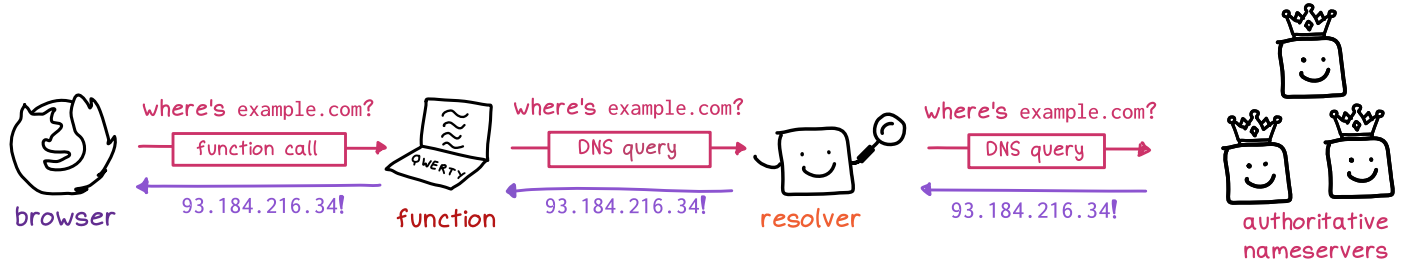 where's example.com?
function call
93.184.216.34!
browser
QWERTY
function
where's example.com?
DNS query
93.184.216.34!
resolver
where's example.com?
DNS query
93.184.216.34!
authoritative
nameservers